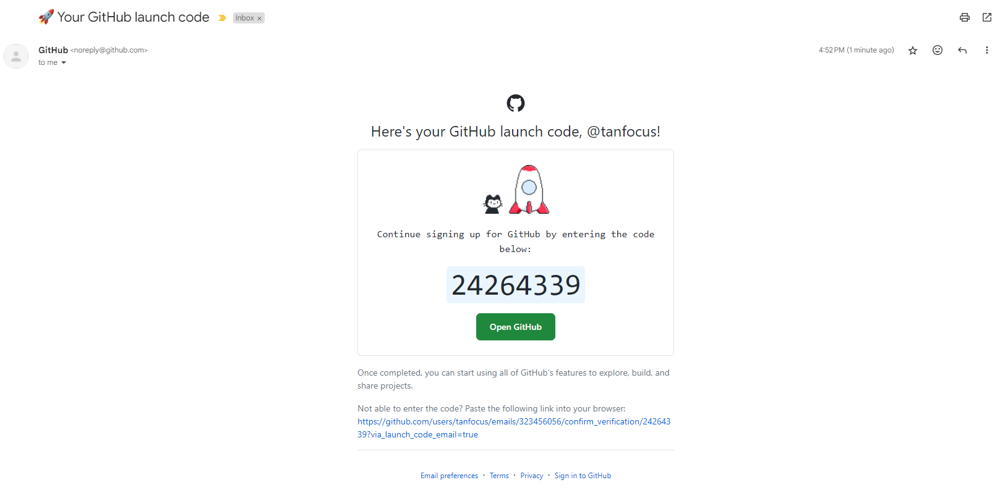 🚀 Your GitHub launch code
Inbox ×
GitHub <noreply@github.com>
4:52 PM (1 minute ago)
to me
Here's your GitHub launch code, @tanfocus!
Continue signing up for GitHub by entering the code
below:
24264339
Open GitHub
Once completed, you can start using all of GitHub's features to explore, build, and
share projects.
Not able to enter the code? Paste the following link into your browser:
https://github.com/users/tanfocus/emails/323456056/confirm_verification/24264
339?via_launch_code_email=true
Email preferences · Terms · Privacy · Sign in to GitHub